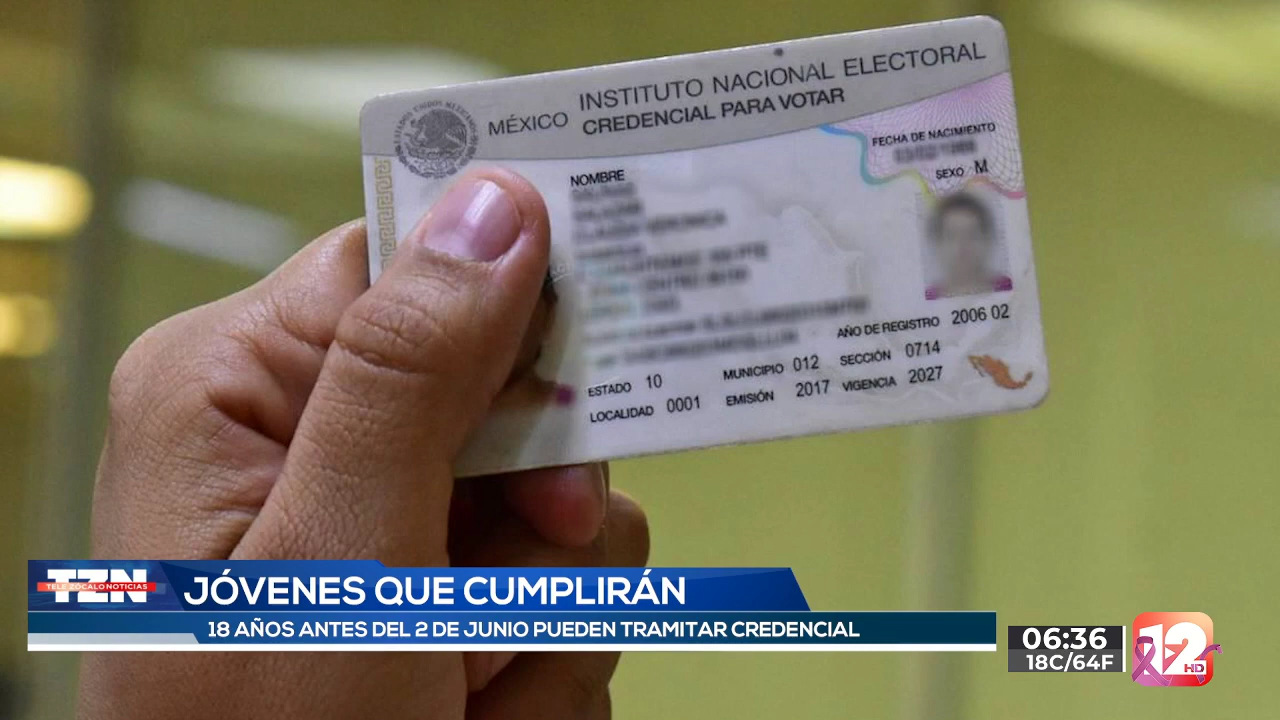 INSTITUTO NACIONAL ELECTORAL
MÉXICO CREDENCIAL PARA VOTAR
FECHA DE NACIMIENTO
SEXO M
NOMBRE
AÑO DE REGISTRO 2006 02
ESTADO 10 MUNICIPIO 012 SECCIÓN 0714
LOCALIDAD 0001 EMISIÓN 2017 VIGENCIA 2027
TZN
TELE ZÓCALO NOTICIAS
JÓVENES QUE CUMPLIRÁN
18 AÑOS ANTES DEL 2 DE JUNIO PUEDEN TRAMITAR CREDENCIAL
06:36
18C/64F
12
HD